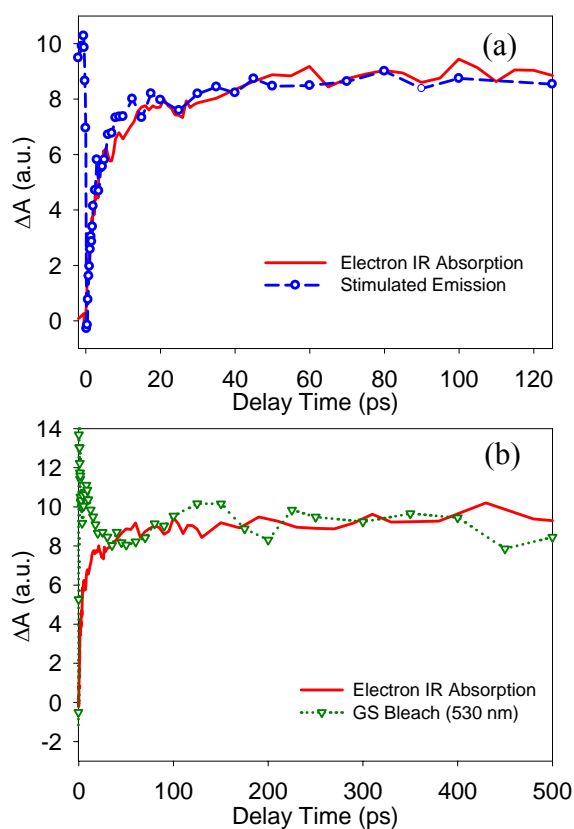 (a)
10
8
6
4
2
0
ΔA (a.u.)
Electron IR Absorption
Stimulated Emission
0 20 40 60 80 100 120
Delay Time (ps)
(b)
14
12
10
8
6
4
2
0
-2
ΔA (a.u.)
Electron IR Absorption
GS Bleach (530 nm)
0 100 200 300 400 500
Delay Time (ps)